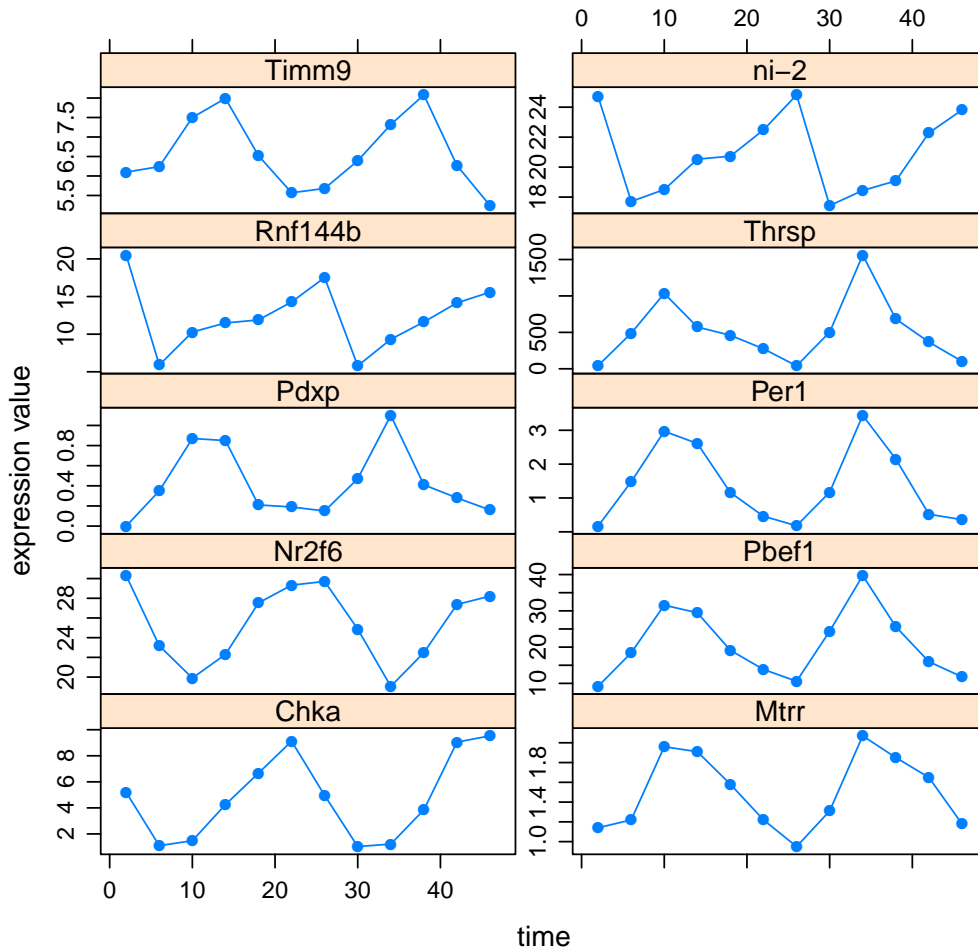 0 10 20 30 40
Timm9
ni−2
5.5 6.5 7.5
18 20 22 24
Rnf144b
Thrsp
10 15 20
0 500 1500
Pdxp
Per1
0.0 0.4 0.8
1 2 3
Nr2f6
Pbef1
20 24 28
10 20 30 40
Chka
Mtrr
2 4 6 8
1.0 1.4 1.8
0 10 20 30 40
expression value
time